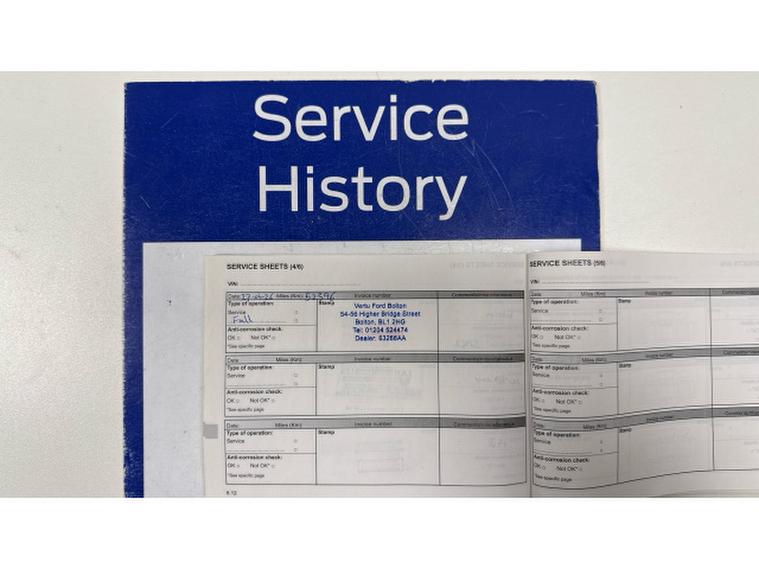 Service
History
SERVICE SHEETS (4/6)
VIN:
Date: Miles (Km) Invoice number
Type of operation: Stamp
Service
Full
Anti-corrosion check:
OK Not OK*
*See specific page
Vertu Ford Bolton
54-56 Higher Bridge Street
Bolton, BL1 2HG
Tel: 01204 524474
Dealer: 63286AA
Date: Miles (Km) Invoice number
Type of operation: Stamp
Service
Anti-corrosion check:
OK Not OK*
*See specific page
Date: Miles (Km) Invoice number
Type of operation: Stamp
Service
Anti-corrosion check:
OK Not OK*
*See specific page
SERVICE SHEETS (5/6)
VIN:
Date: Miles (Km) Invoice number
Type of operation: Stamp
Service
Anti-corrosion check:
OK Not OK*
*See specific page
Date: Miles (Km) Invoice number
Type of operation: Stamp
Service
Anti-corrosion check:
OK Not OK*
*See specific page
Date: Miles (Km) Invoice number
Type of operation: Stamp
Service
Anti-corrosion check:
OK Not OK*
*See specific page